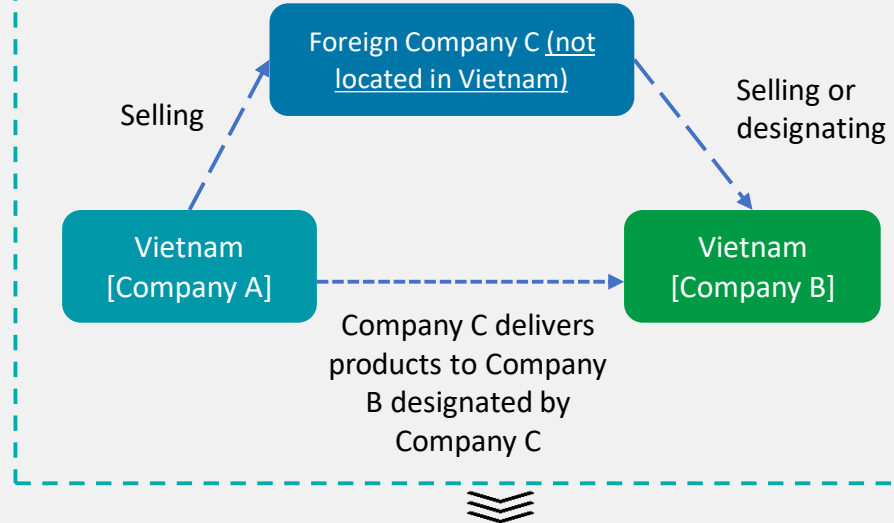 Foreign Company C (not
located in Vietnam)
Selling
Selling or
designating
Vietnam
[Company A]
Vietnam
[Company B]
Company C delivers
products to Company
B designated by
Company C